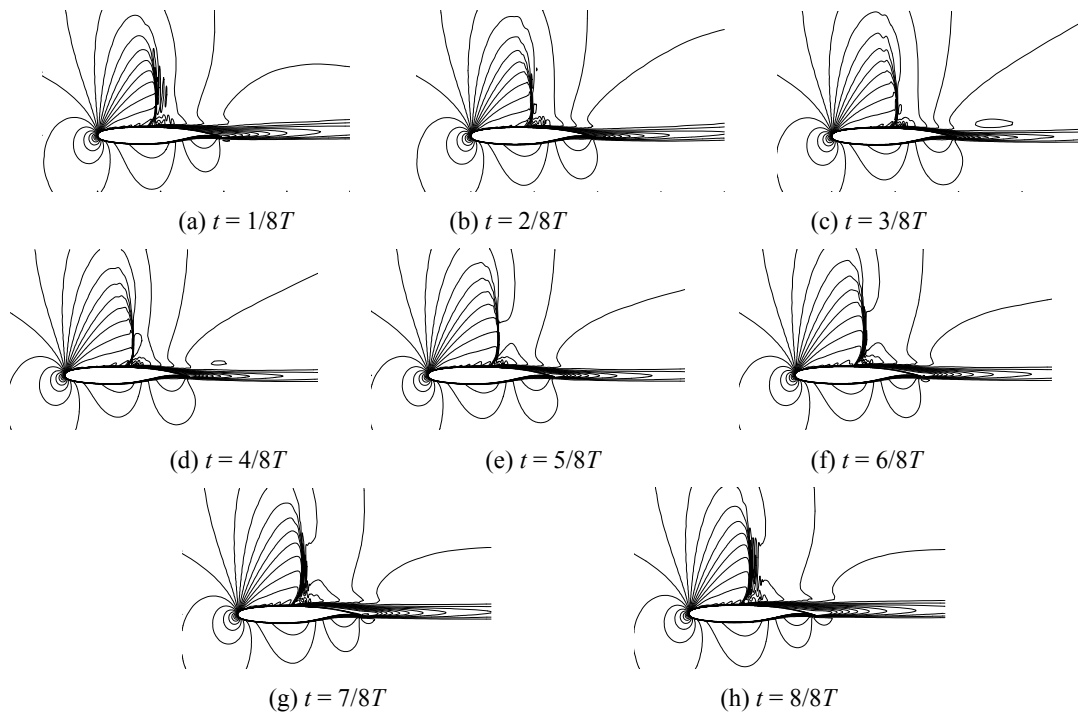 (a) t = 1/8T
(b) t = 2/8T
(c) t = 3/8T
(d) t = 4/8T
(e) t = 5/8T
(f) t = 6/8T
(g) t = 7/8T
(h) t = 8/8T